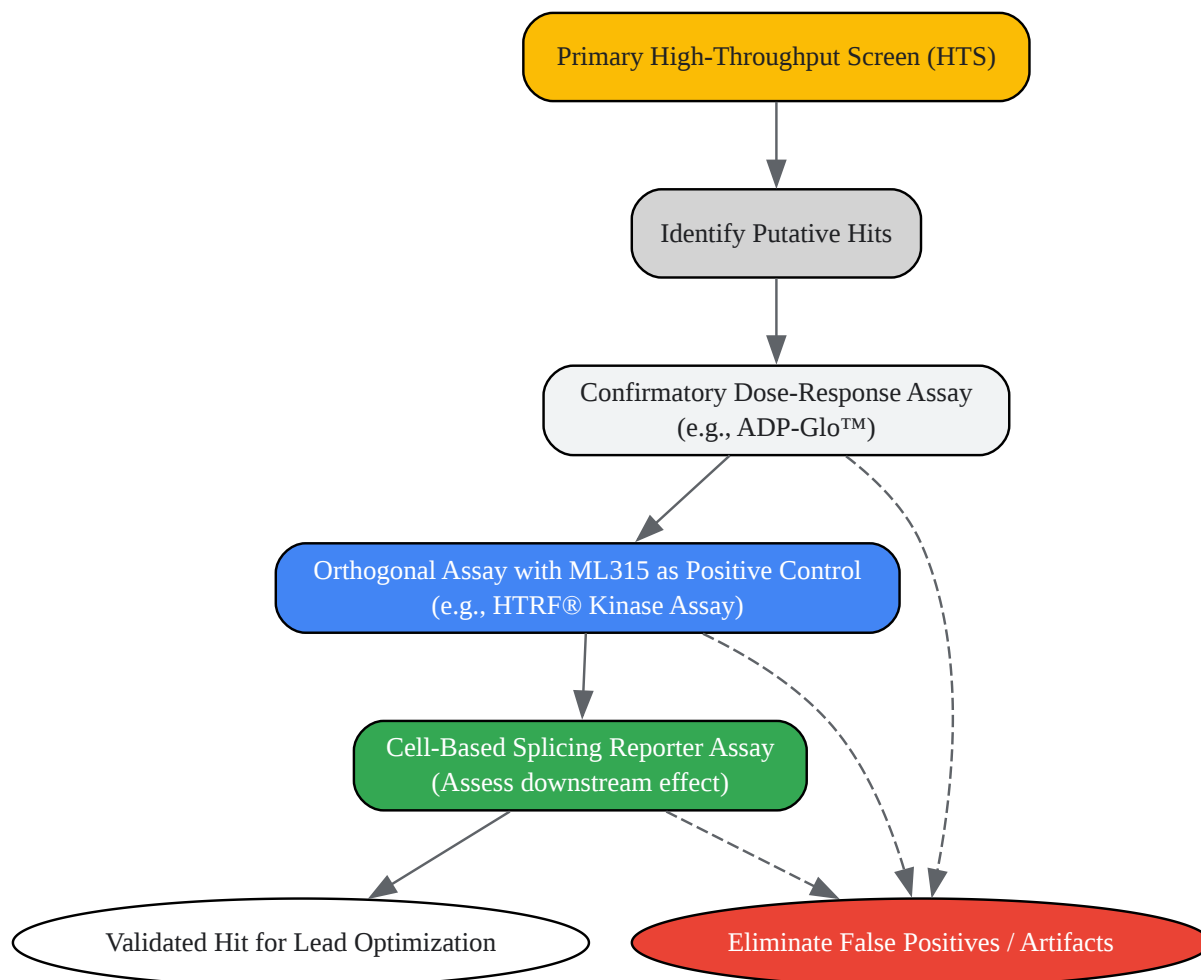 Primary High-Throughput Screen (HTS)
Identify Putative Hits
Confirmatory Dose-Response Assay
(e.g., ADP-Glo™)
Orthogonal Assay with ML315 as Positive Control
(e.g., HTRF® Kinase Assay)
Cell-Based Splicing Reporter Assay
(Assess downstream effect)
Validated Hit for Lead Optimization
Eliminate False Positives / Artifacts